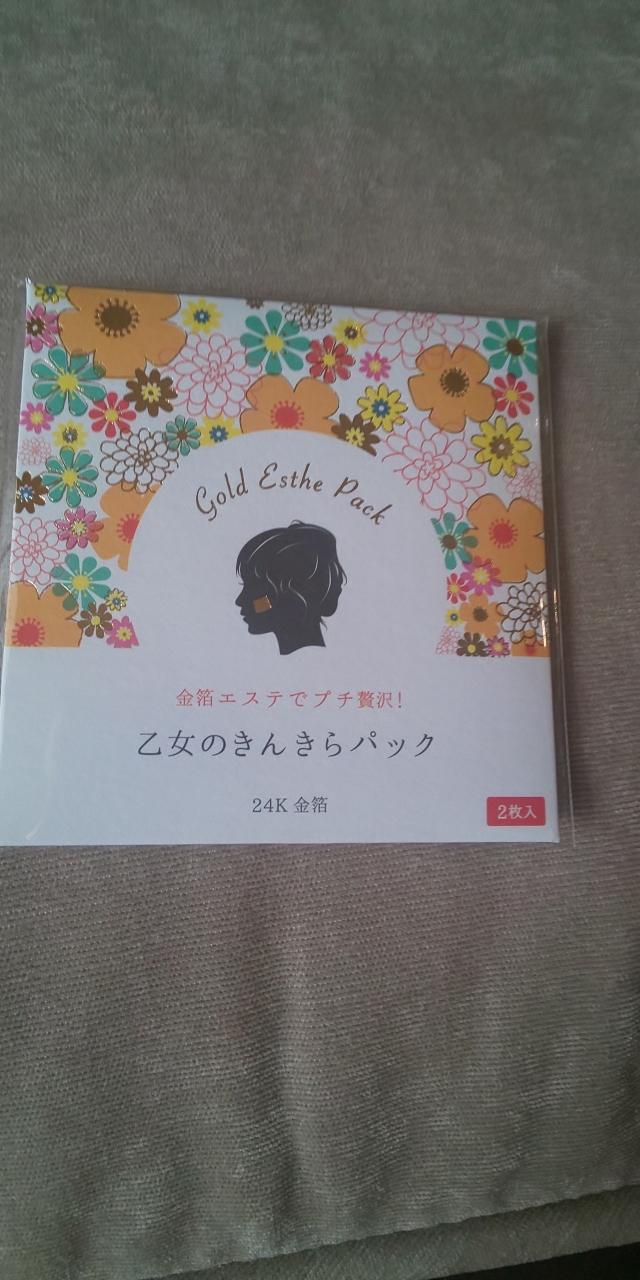 Gold Esthe Pack
金箔エステでプチ贅沢!
乙女のきんきらパック
24K 金箔
2枚入